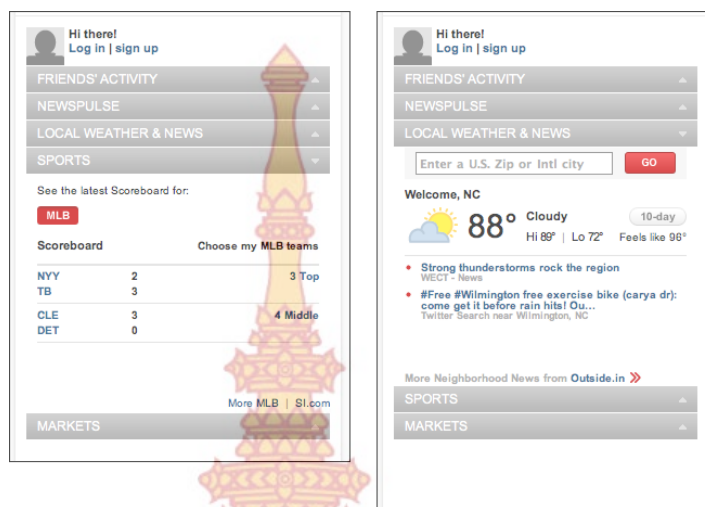 Hi there!
Log in | sign up
FRIENDS' ACTIVITY
NEWSPULSE
LOCAL WEATHER & NEWS
SPORTS
See the latest Scoreboard for:
MLB
Scoreboard Choose my MLB teams
NYY 2 3 Top
TB 3
CLE 3 4 Middle
DET 0
More MLB | SI.com
MARKETS
Hi there!
Log in | sign up
FRIENDS' ACTIVITY
NEWSPULSE
LOCAL WEATHER & NEWS
Enter a U.S. Zip or Intl city GO
Welcome, NC
88° Cloudy 10-day
Hi 89° | Lo 72° Feels like 96°
Strong thunderstorms rock the region
WECT - News
#Free #Wilmington free exercise bike (carya dr):
come get it before rain hits! Ou...
Twitter Search near Wilmington, NC
More Neighborhood News from Outside.in
SPORTS
MARKETS